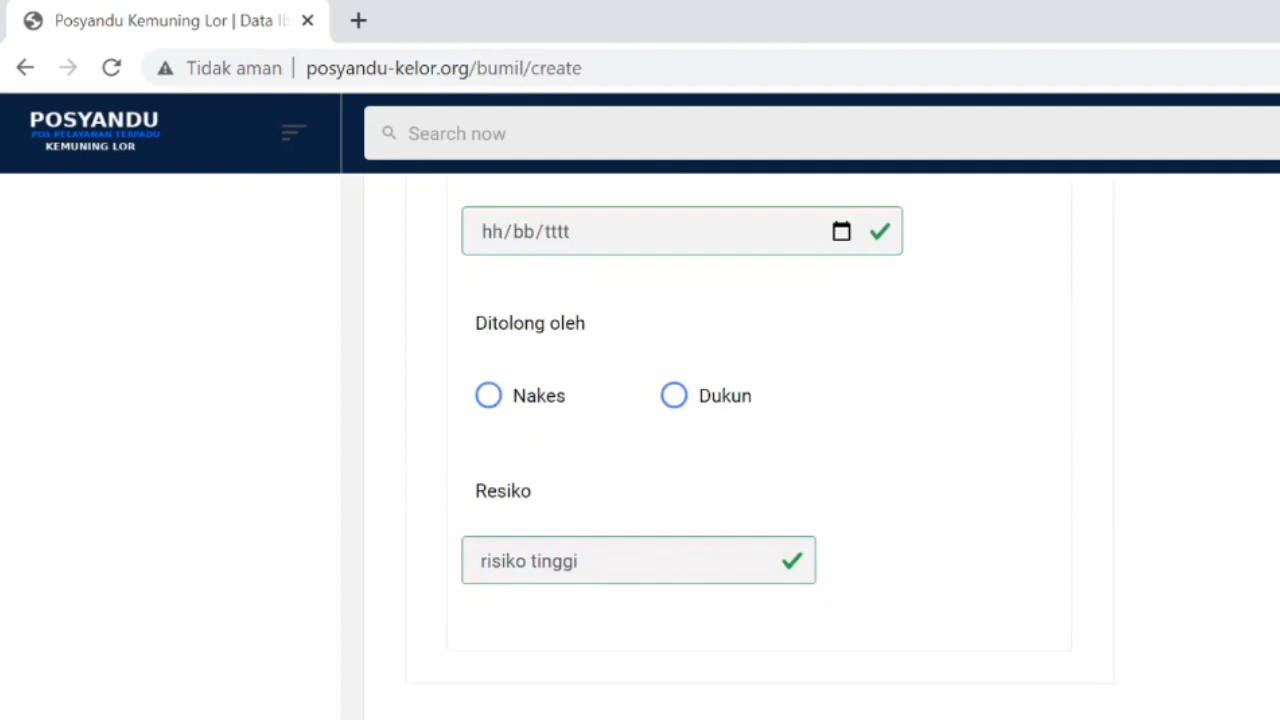 Posyandu Kemuning Lor | Data Ib
Tidak aman | posyandu-kelor.org/bumil/create
POSYANDU
POS PELAYANAN TERPADU
KEMUNING LOR
Search now
hh/bb/tttt
Ditolong oleh
Nakes Dukun
Resiko
risiko tinggi